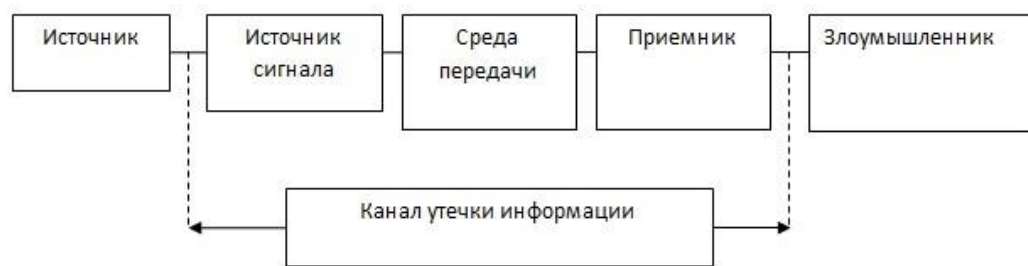 Источник
Источник
сигнала
Среда
передачи
Приемник
Злоумышленник
Канал утечки информации